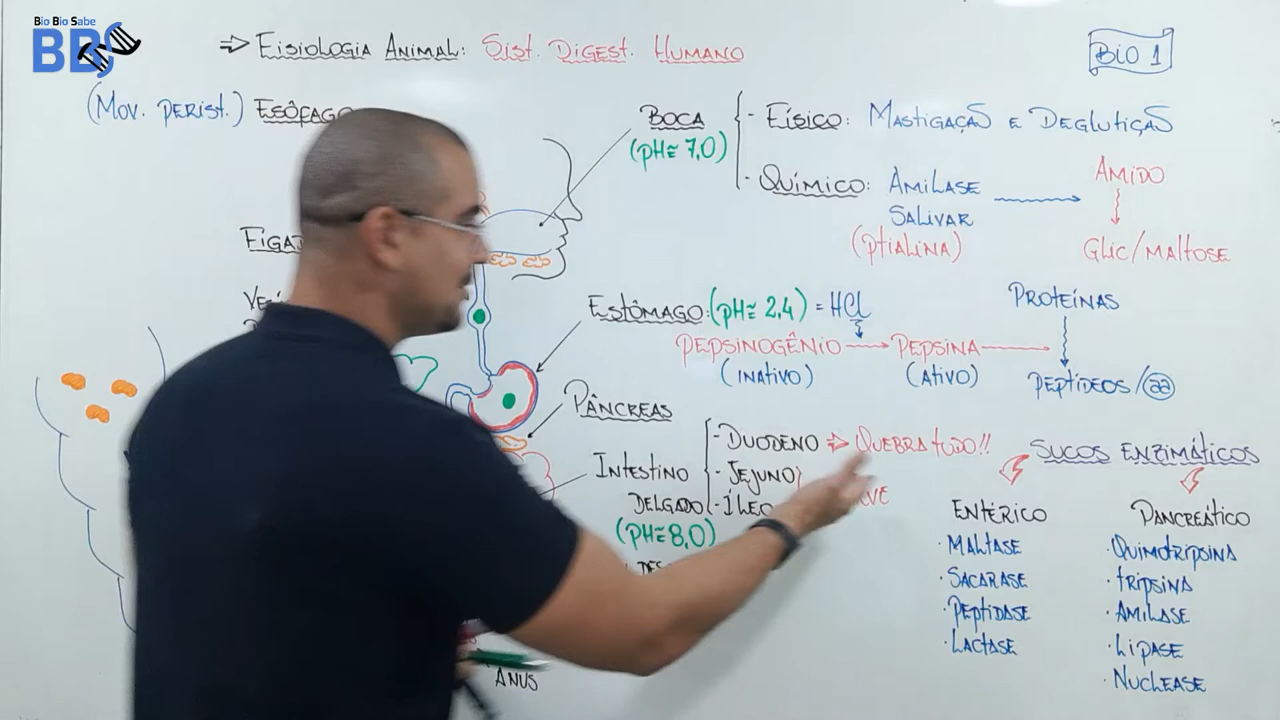 Bio Bio Sabe
BBS
⇒ Fisiologia Animal: Sist. Digest. Humano
BIO 1
(Mov. perist.) Esôfago
Boca
(pH≅ 7,0)
- Físico: Mastigação e Deglutição
- Químico: Amilase Salivar
(ptialina)
Amido
Glic/Maltose
Estômago: (pH≅ 2,4) = HCl
Pepsinogênio → Pepsina
(inativo) (ativo)
Proteínas
Peptídeos/aa
Pâncreas
Intestino Delgado
(pH≅8,0)
- Duodeno ⇒ Quebra tudo!!
- Jejuno
- Íleo
Sucos Enzimáticos
Entérico
· Maltase
· Sacarase
· Peptidase
· Lactase
Pancreático
· Quimotripsina
· Tripsina
· Amilase
· Lipase
· Nuclease
Anus